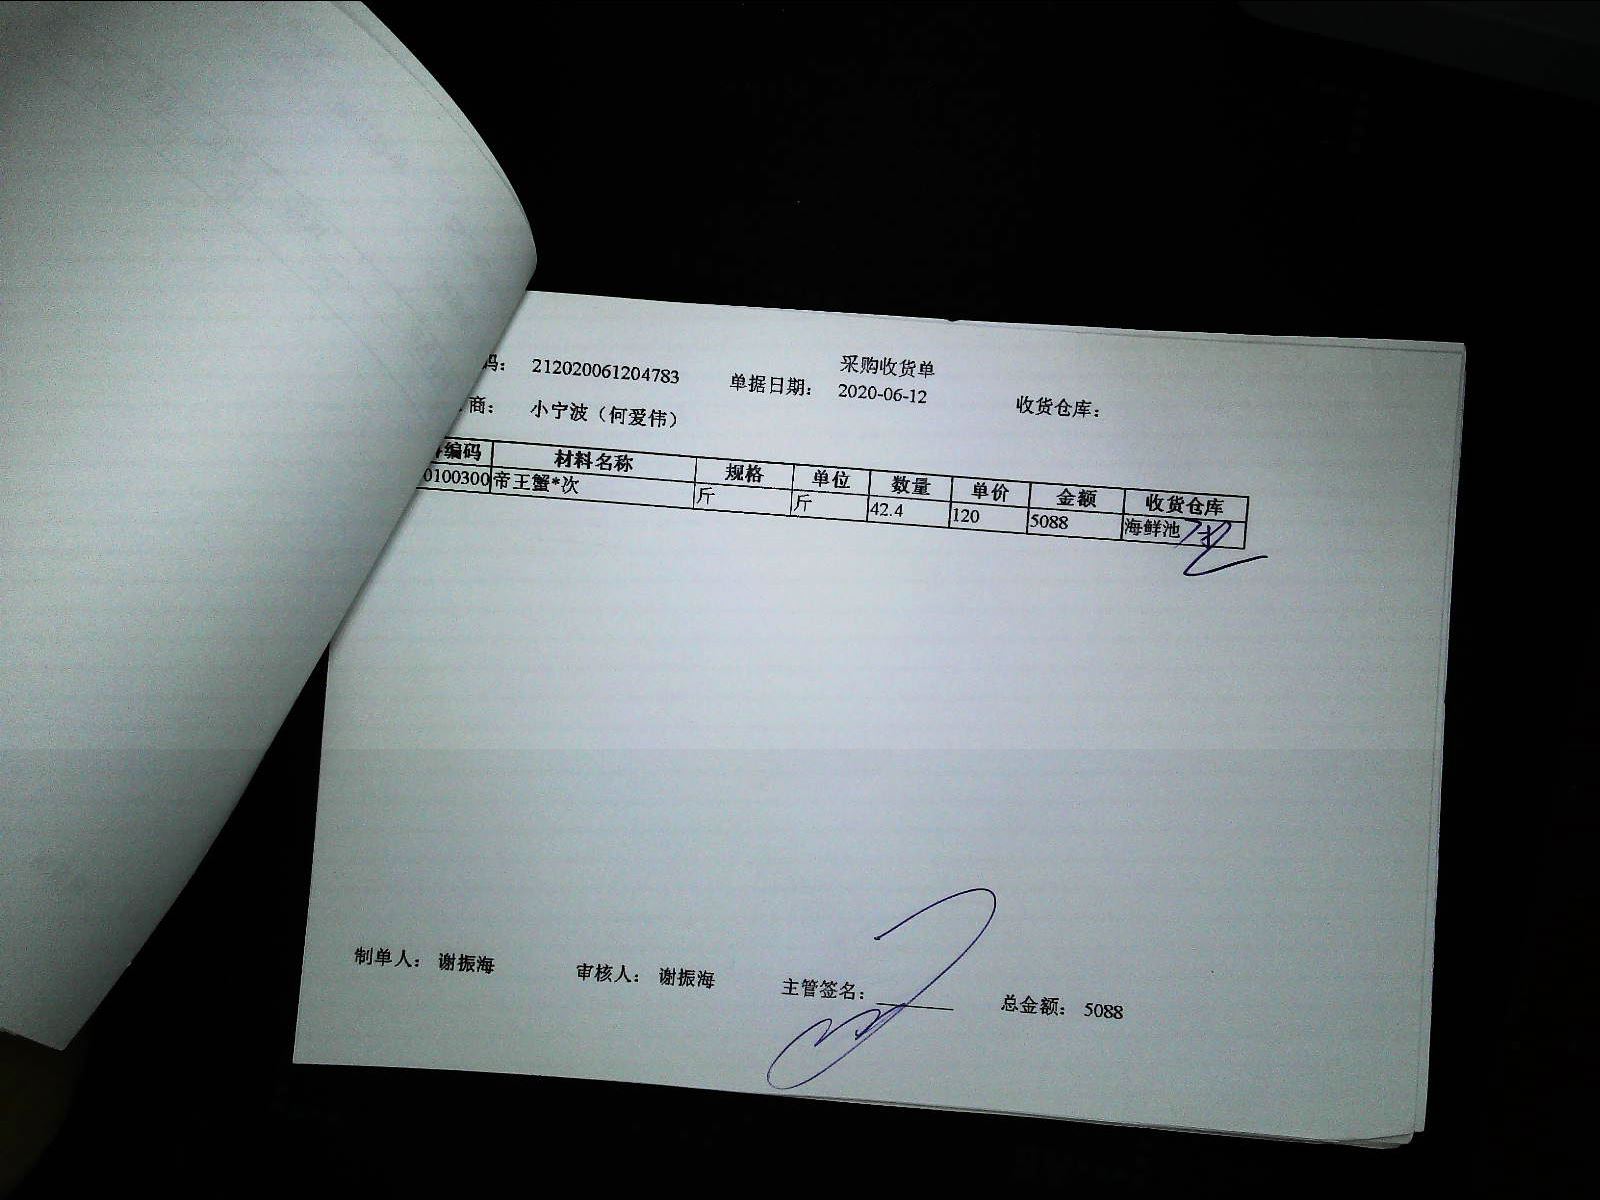 采购收货单
码： 212020061204783 单据日期： 2020-06-12 收货仓库：
商： 小宁波（何爱伟）
编码 材料名称 规格 单位 数量 单价 金额 收货仓库
0100300 帝王蟹*次 斤 斤 42.4 120 5088 海鲜池
制单人： 谢振海 审核人： 谢振海 主管签名： 总金额： 5088